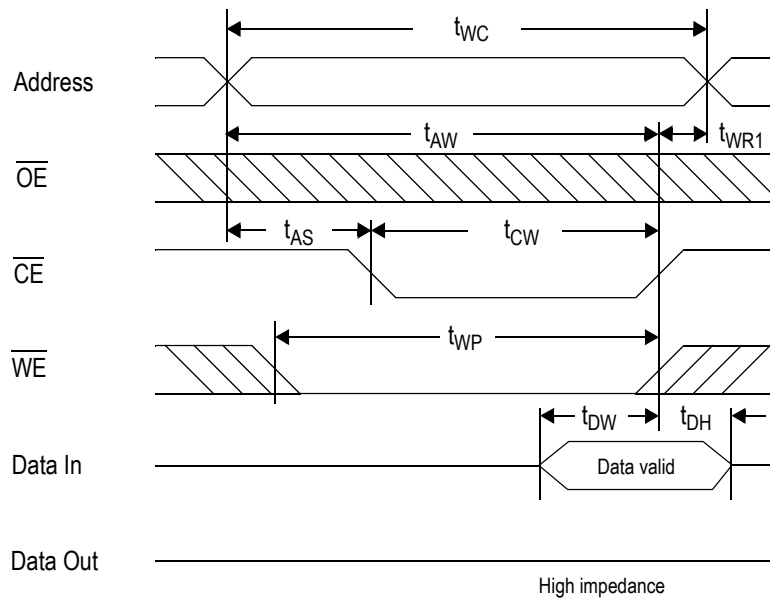 tWC
Address
tAW
tWR1
OE
tAS
tCW
CE
tWP
WE
tDW
tDH
Data In
Data valid
Data Out
High impedance